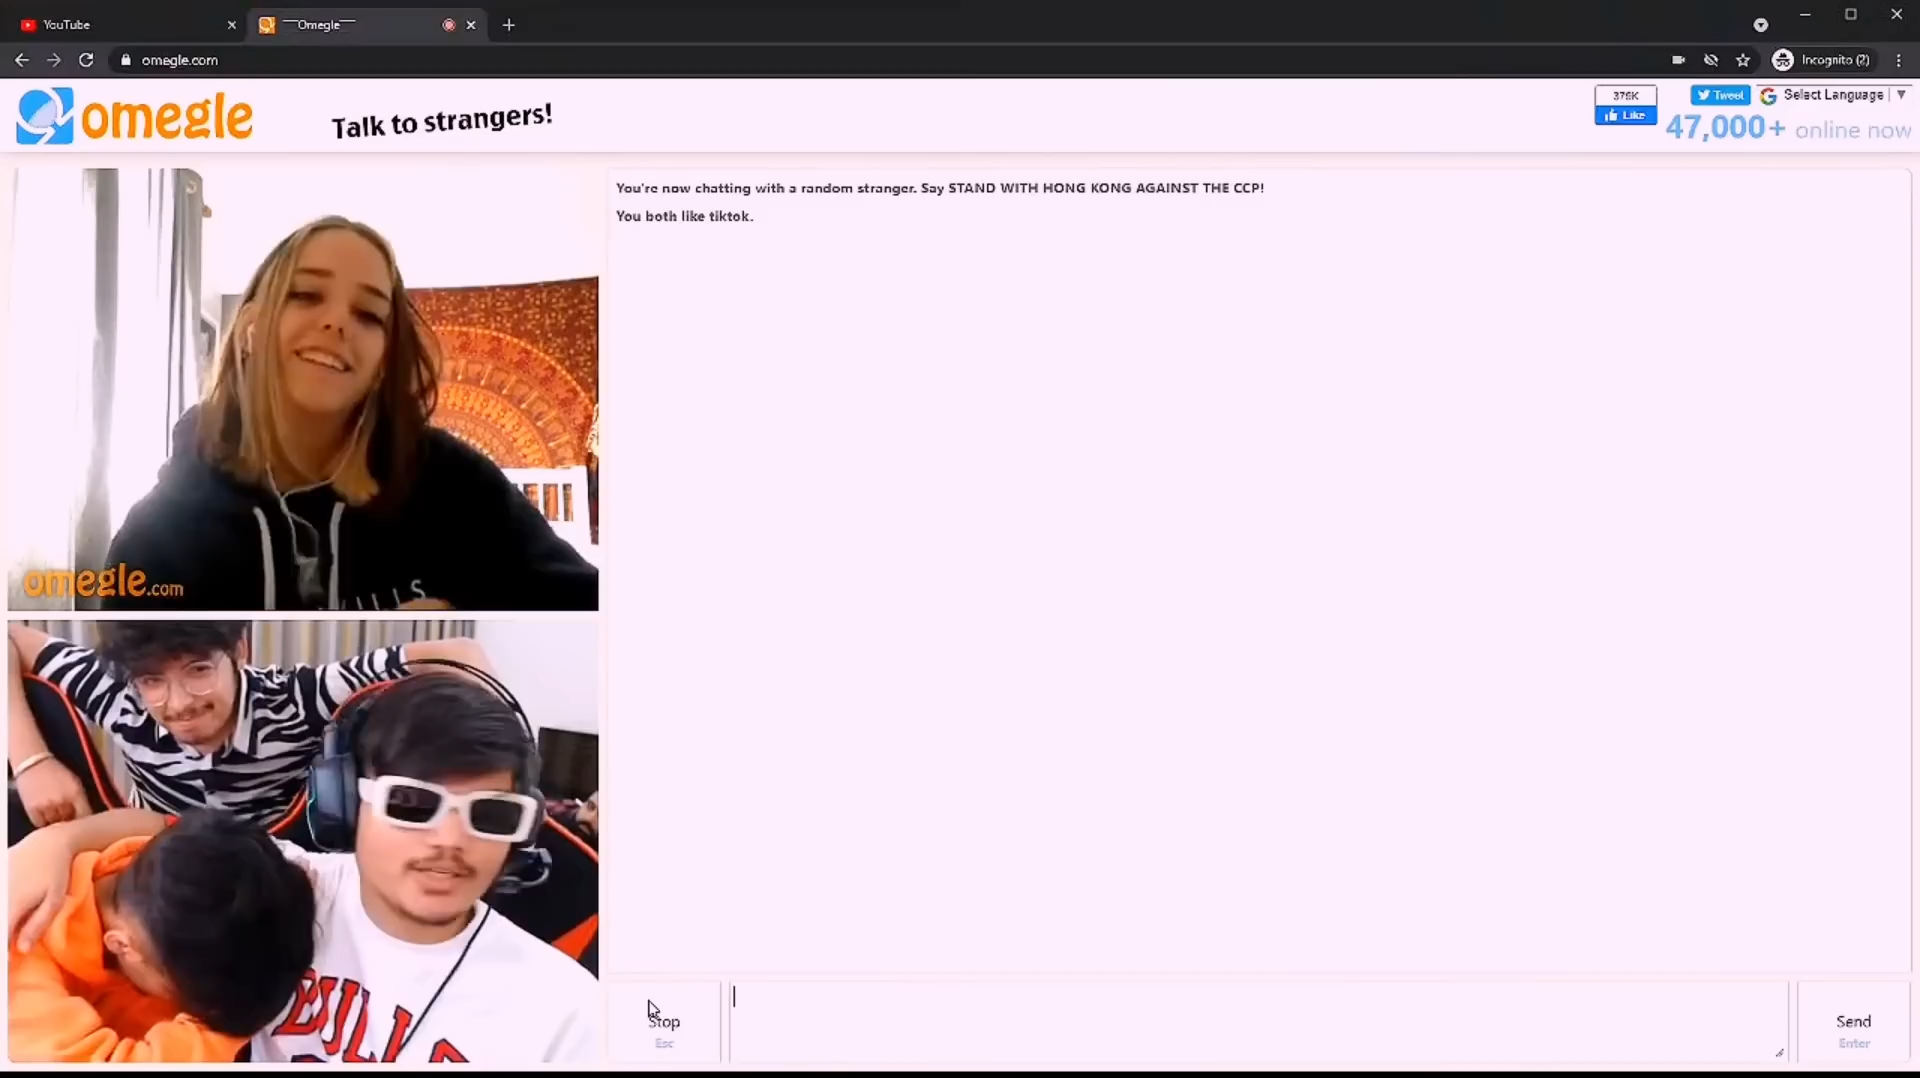 YouTube
Omegle
omegle.com
Incognito (2)
omegle
Talk to strangers!
379K
Like
Tweet
Select Language
47,000+ online now
You're now chatting with a random stranger. Say STAND WITH HONG KONG AGAINST THE CCP!
You both like tiktok.
omegle.com
BULLS
Stop
Esc
Send
Enter